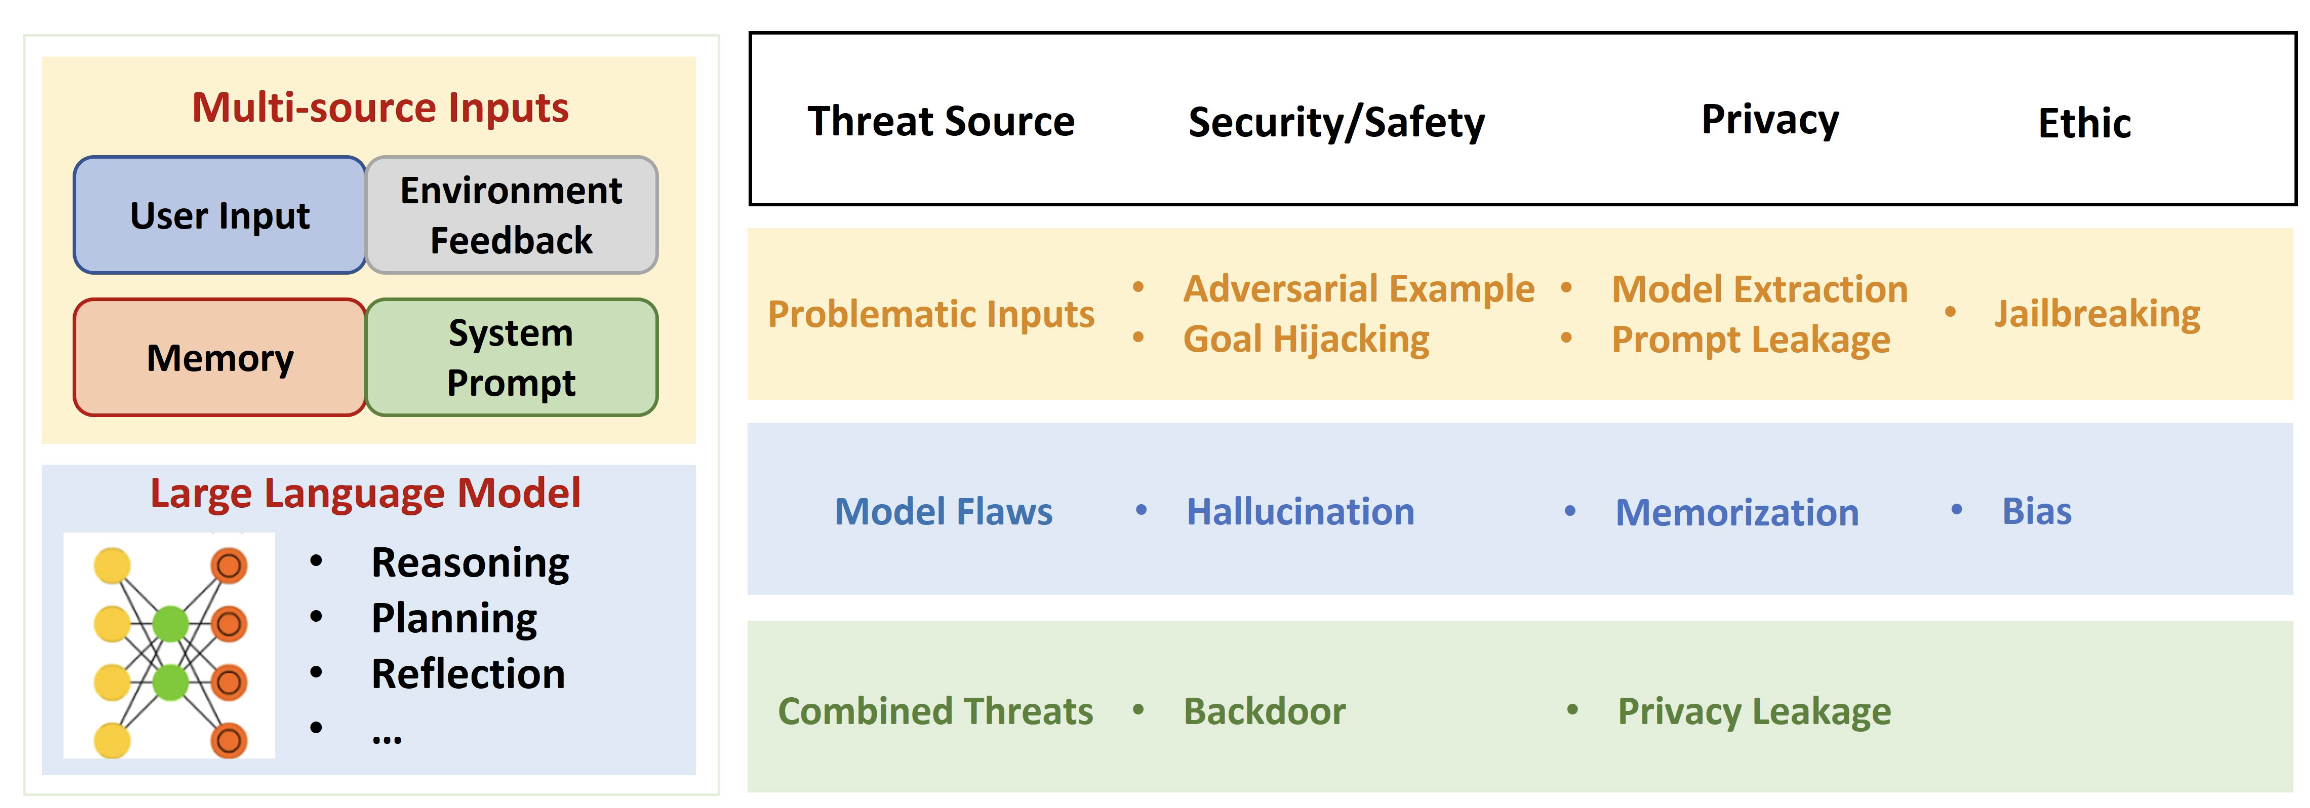 Multi-source Inputs
User Input
Environment
Feedback
Memory
System
Prompt
Large Language Model
• Reasoning
• Planning
• Reflection
• ...
Threat Source Security/Safety Privacy Ethic
Problematic Inputs
• Adversarial Example
• Goal Hijacking
• Model Extraction
• Prompt Leakage
• Jailbreaking
Model Flaws • Hallucination • Memorization • Bias
Combined Threats • Backdoor • Privacy Leakage